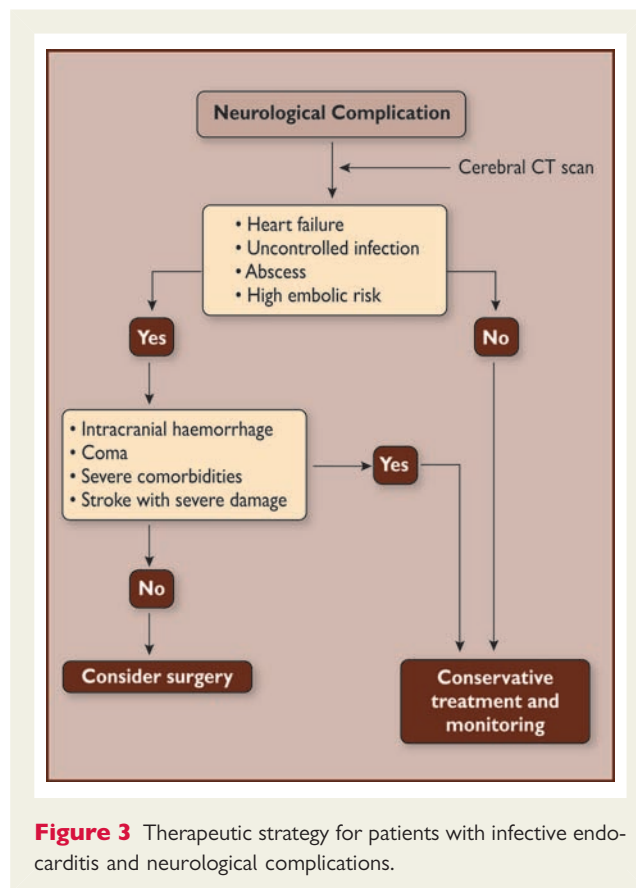 Neurological Complication
Cerebral CT scan
• Heart failure
• Uncontrolled infection
• Abscess
• High embolic risk
Yes
No
• Intracranial haemorrhage
• Coma
• Severe comorbidities
• Stroke with severe damage
Yes
No
Consider surgery
Conservative
treatment and
monitoring
Figure 3 Therapeutic strategy for patients with infective endo-
carditis and neurological complications.